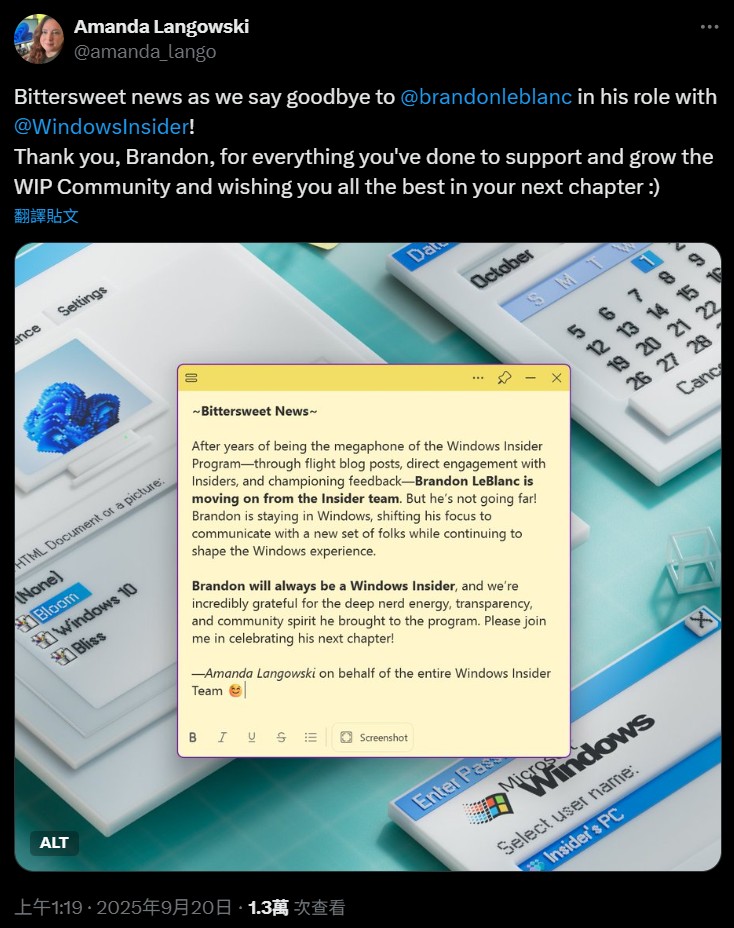 Amanda Langowski
@amanda_lango
Bittersweet news as we say goodbye to @brandonleblanc in his role with
@WindowsInsider!
Thank you, Brandon, for everything you've done to support and grow the
WIP Community and wishing you all the best in your next chapter :)
翻譯貼文
Settings
HTML Document or a picture:
(None)
Bloom
Windows 10
Bliss
October
S M T W
1 2
5 6 7 8 9
12 13 14 15 16
19 20 21 22
26 27 28
~Bittersweet News~
After years of being the megaphone of the Windows Insider
Program—through flight blog posts, direct engagement with
Insiders, and championing feedback—Brandon LeBlanc is
moving on from the Insider team. But he's not going far!
Brandon is staying in Windows, shifting his focus to
communicate with a new set of folks while continuing to
shape the Windows experience.
Brandon will always be a Windows Insider, and we're
incredibly grateful for the deep nerd energy, transparency,
and community spirit he brought to the program. Please join
me in celebrating his next chapter!
—Amanda Langowski on behalf of the entire Windows Insider
Team 😊
B I U S Screenshot
Enter
Microsoft
Windows
Select user name:
Insider's PC
ALT
上午1:19 · 2025年9月20日 · 1.3萬 次查看